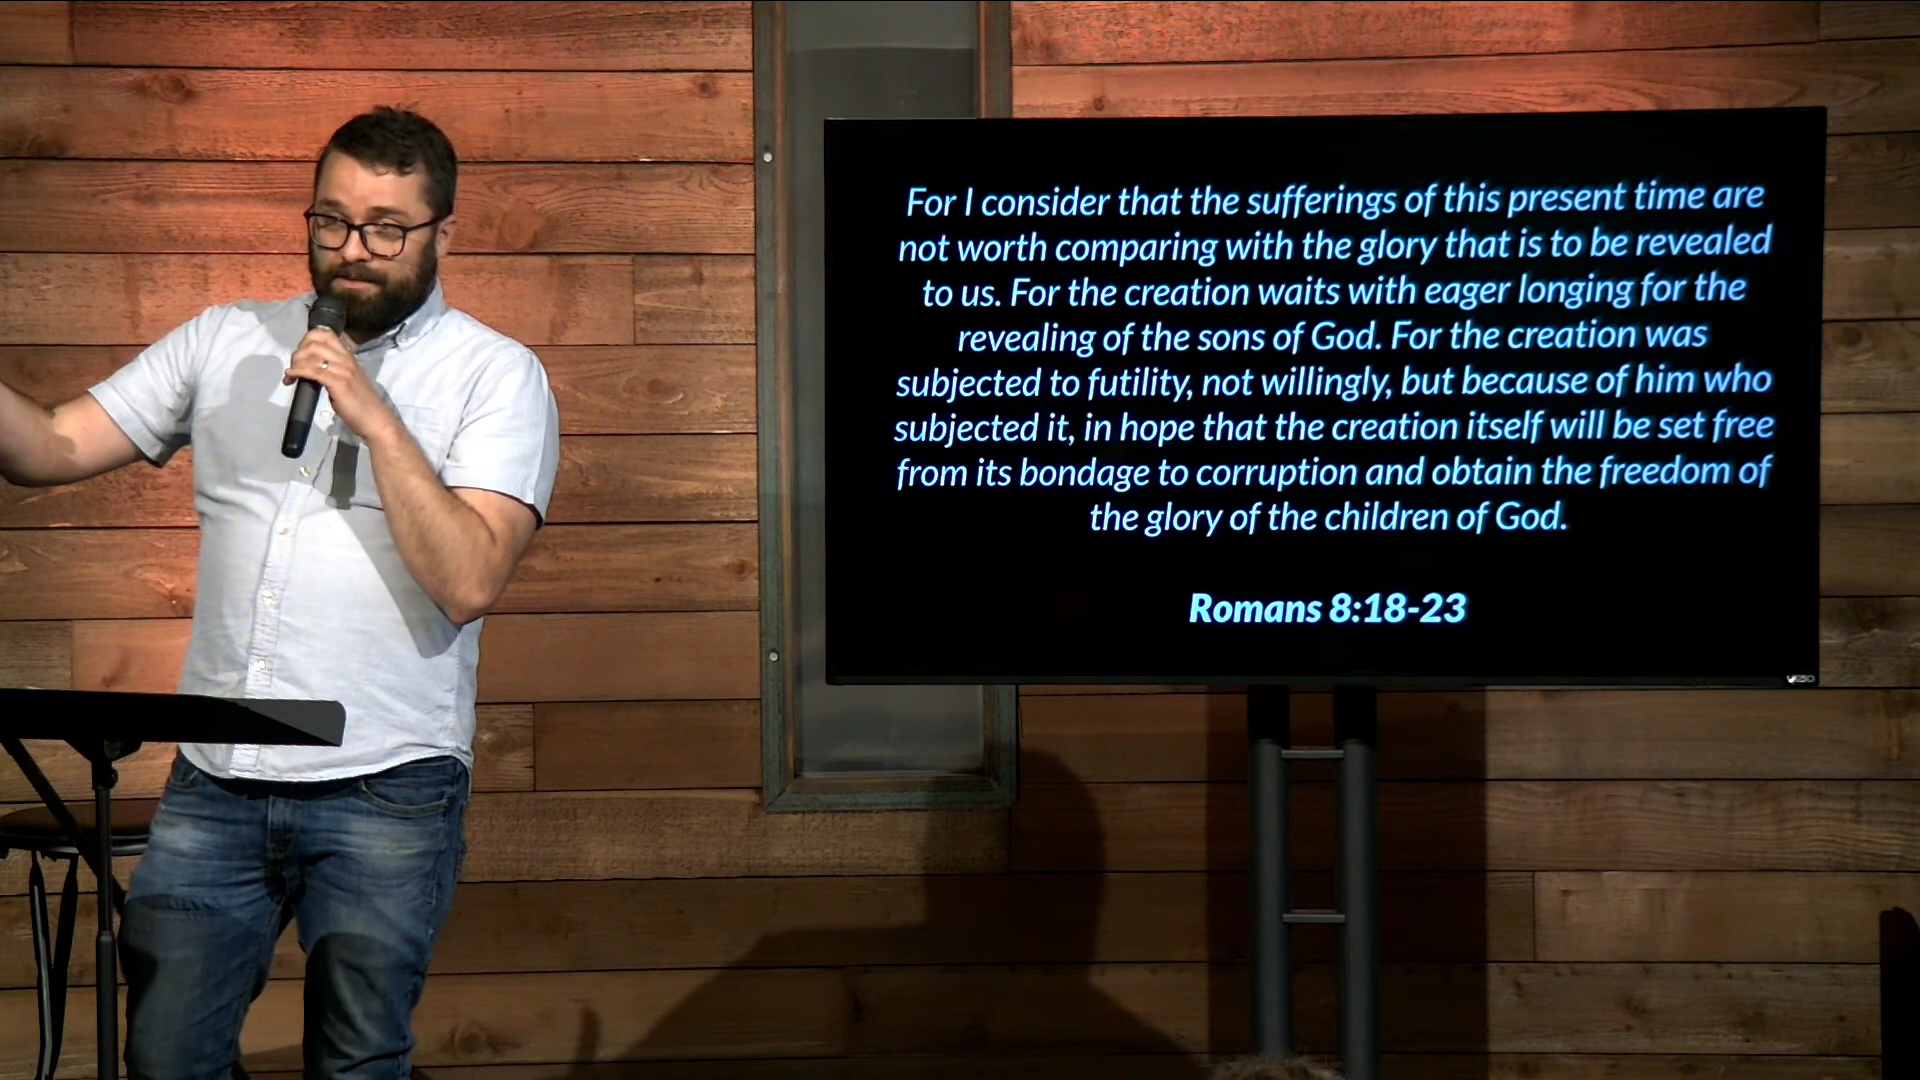 For I consider that the sufferings of this present time are
not worth comparing with the glory that is to be revealed
to us. For the creation waits with eager longing for the
revealing of the sons of God. For the creation was
subjected to futility, not willingly, but because of him who
subjected it, in hope that the creation itself will be set free
from its bondage to corruption and obtain the freedom of
the glory of the children of God.
Romans 8:18-23
VIZIO